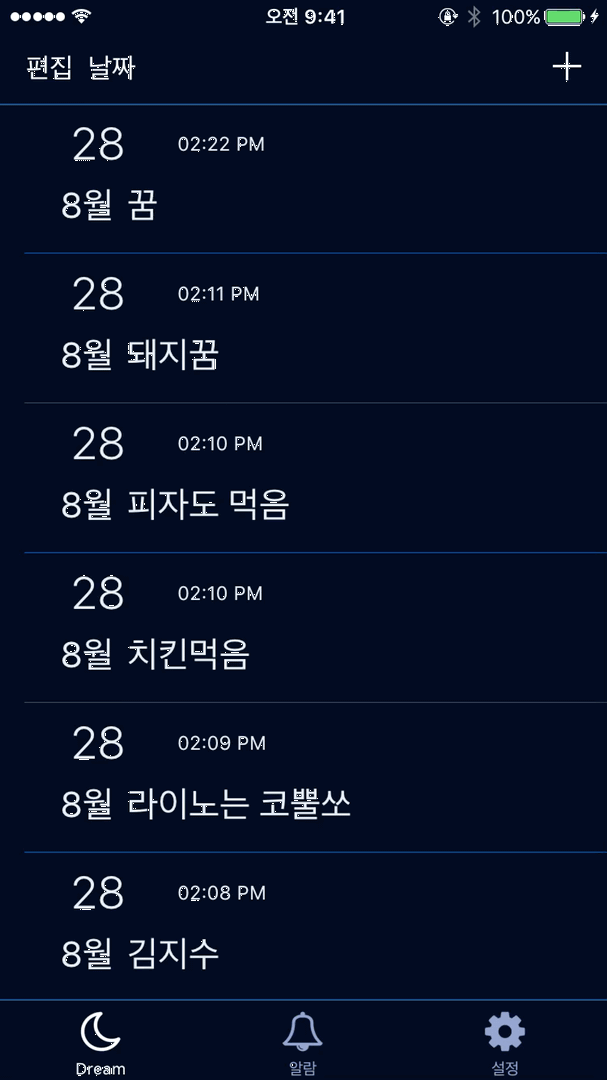 오전 9:41 100%
편집 날짜
28 02:22 PM
8월 꿈
28 02:11 PM
8월 돼지꿈
28 02:10 PM
8월 피자도 먹음
28 02:10 PM
8월 치킨먹음
28 02:09 PM
8월 라이노는 코뿔쏘
28 02:08 PM
8월 김지수
Dream 알람 설정